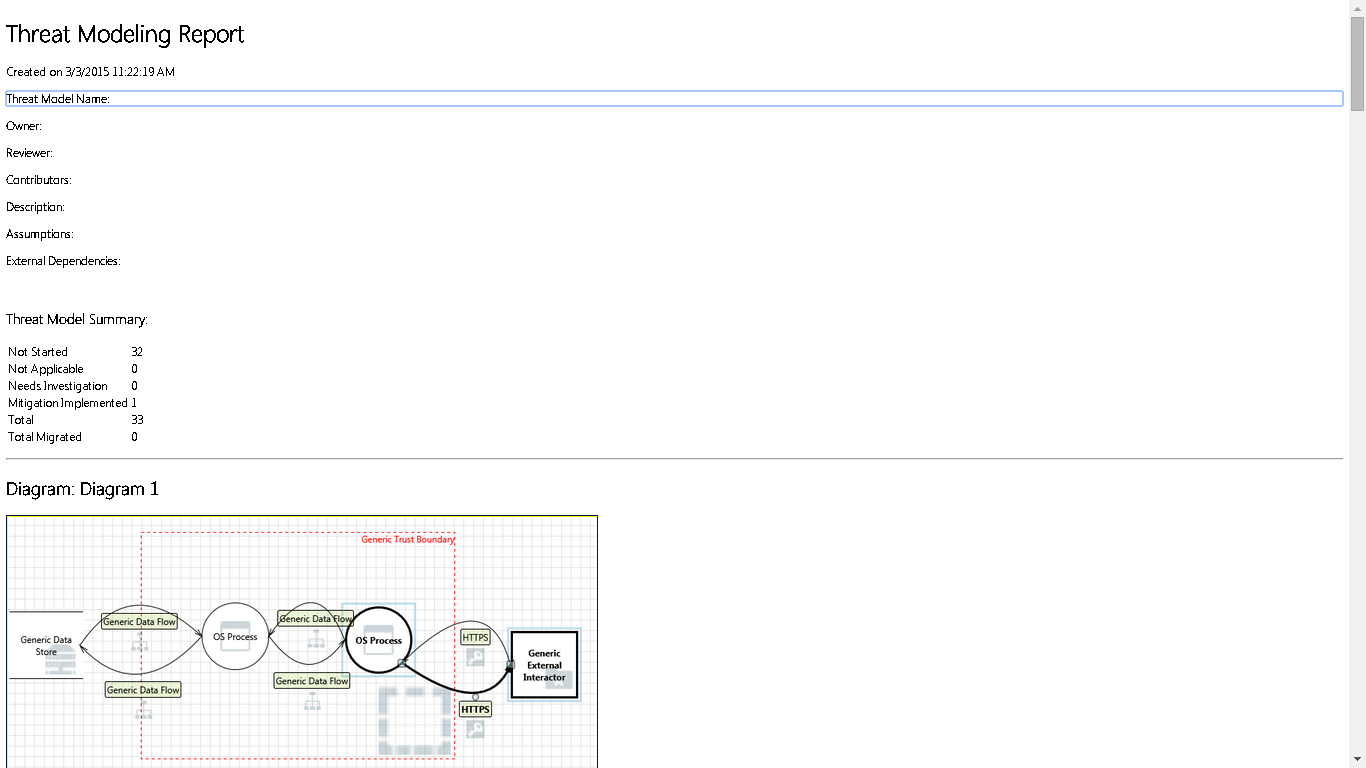 Threat Modeling Report
Created on 3/3/2015 11:22:19 AM
Threat Model Name:
Owner:
Reviewer:
Contributors:
Description:
Assumptions:
External Dependencies:
Threat Model Summary:
Not Started 32
Not Applicable 0
Needs Investigation 0
Mitigation Implemented 1
Total 33
Total Migrated 0
Diagram: Diagram 1
Generic Trust Boundary
Generic Data Flow
Generic Data Flow
Generic Data
Store
OS Process
OS Process
HTTPS
Generic
External
Interactor
Generic Data Flow
Generic Data Flow
HTTPS